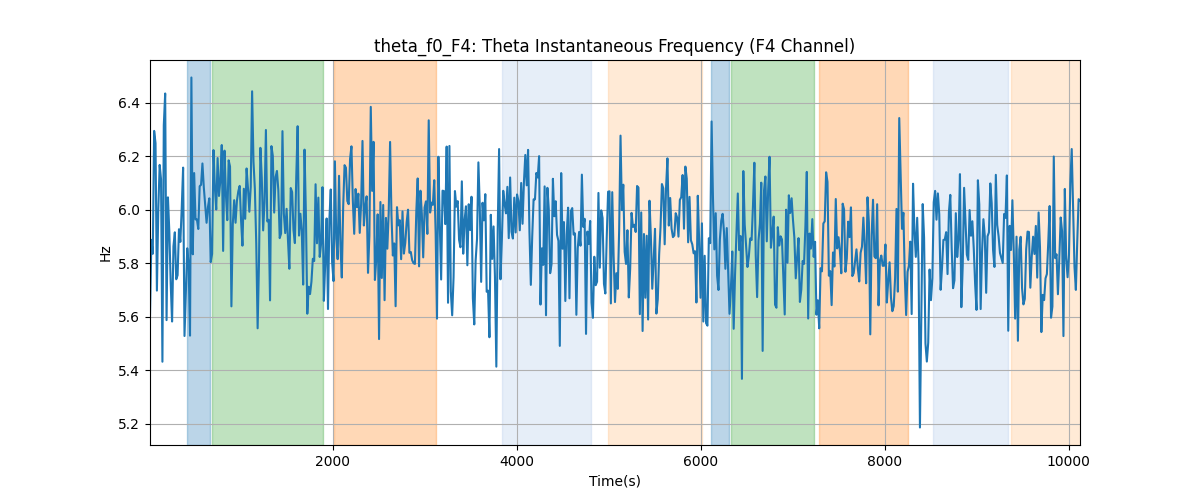 theta_f0_F4: Theta Instantaneous Frequency (F4 Channel)
6.4
6.2
6.0
5.8
5.6
5.4
5.2
Hz
2000 4000 6000 8000 10000
Time(s)